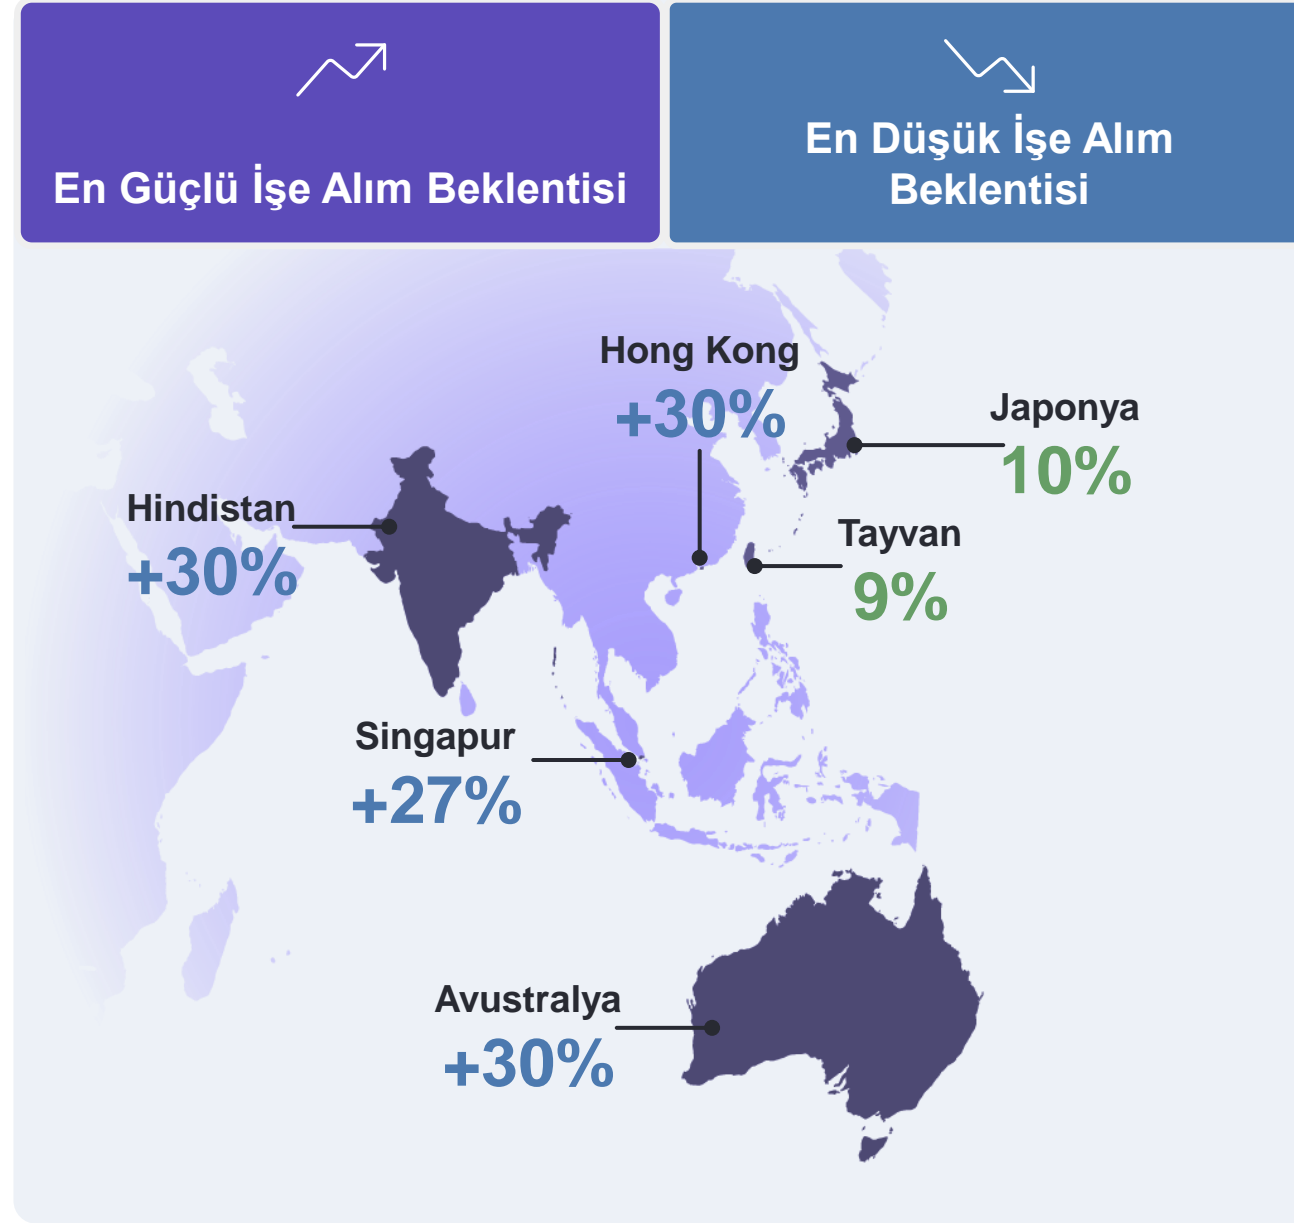 En Güçlü İşe Alım Beklentisi
En Düşük İşe Alım
Beklentisi
Hong Kong
+30%
Japonya
10%
Hindistan
+30%
Tayvan
9%
Singapur
+27%
Avustralya
+30%